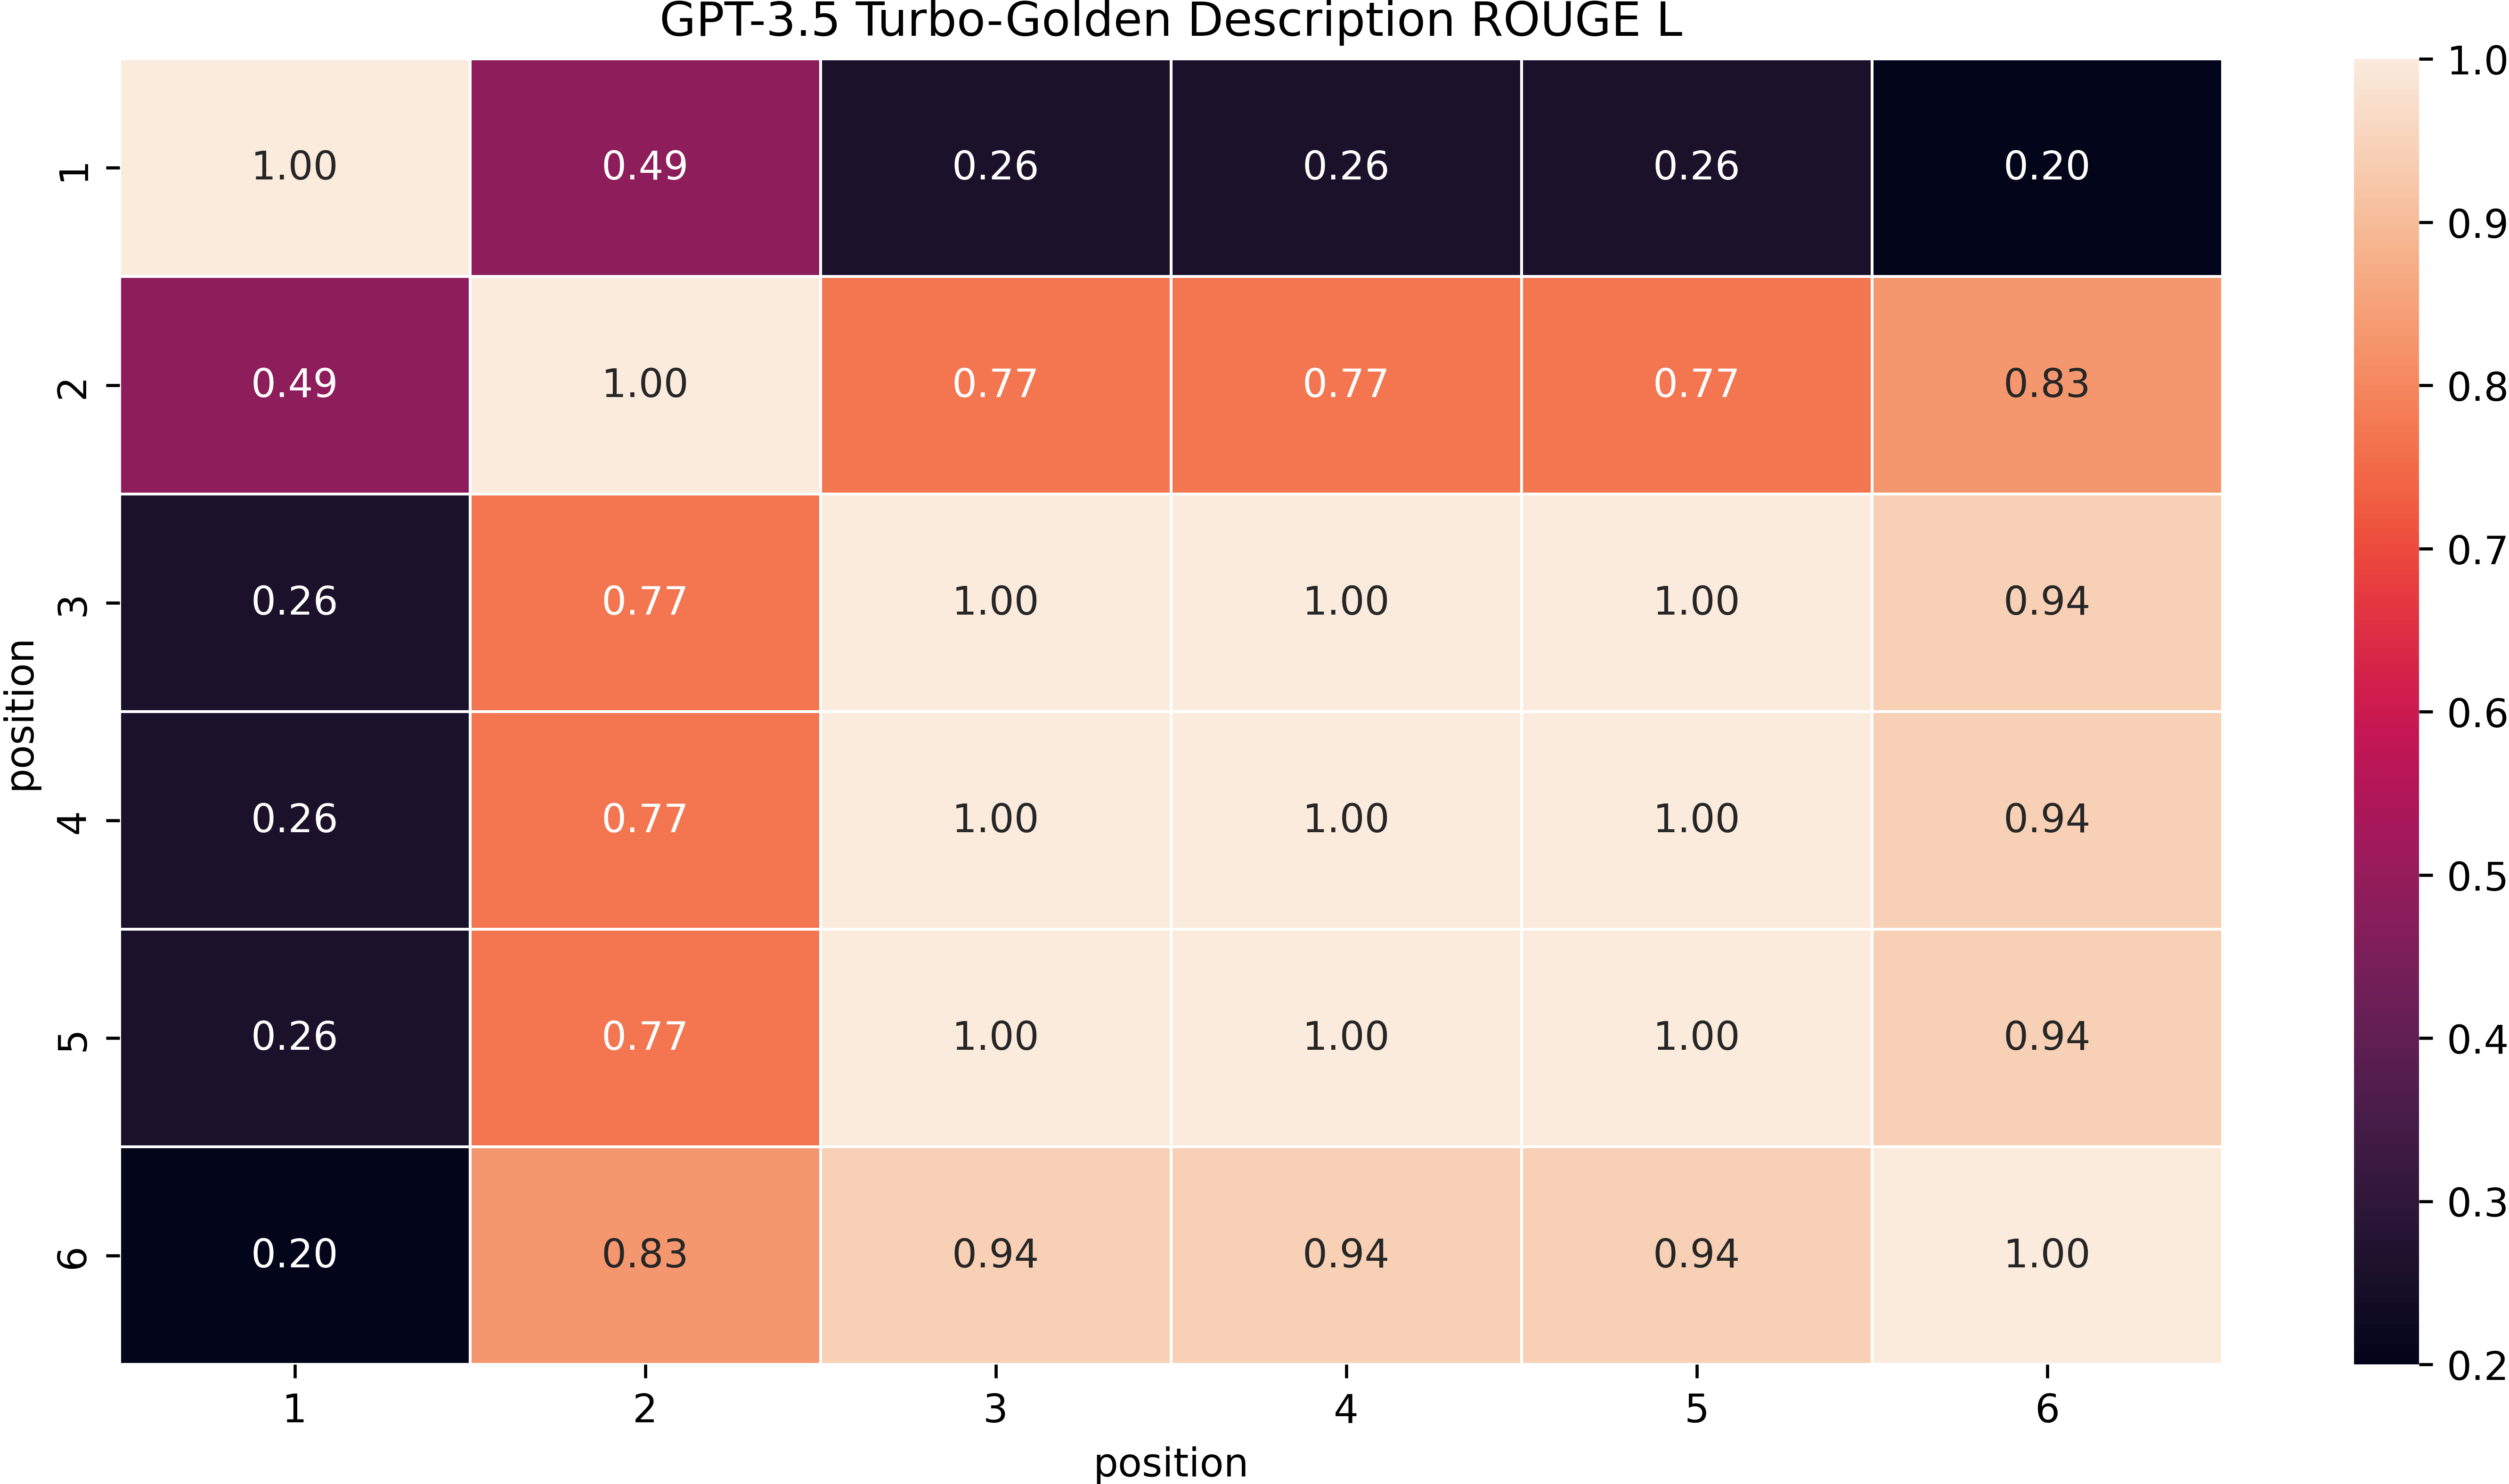 GPT-3.5 Turbo-Golden Description ROUGE L
1 1.00 0.49 0.26 0.26 0.26 0.20
2 0.49 1.00 0.77 0.77 0.77 0.83
3 0.26 0.77 1.00 1.00 1.00 0.94
4 0.26 0.77 1.00 1.00 1.00 0.94
5 0.26 0.77 1.00 1.00 1.00 0.94
6 0.20 0.83 0.94 0.94 0.94 1.00
position
1 2 3 4 5 6
position
1.0
0.9
0.8
0.7
0.6
0.5
0.4
0.3
0.2